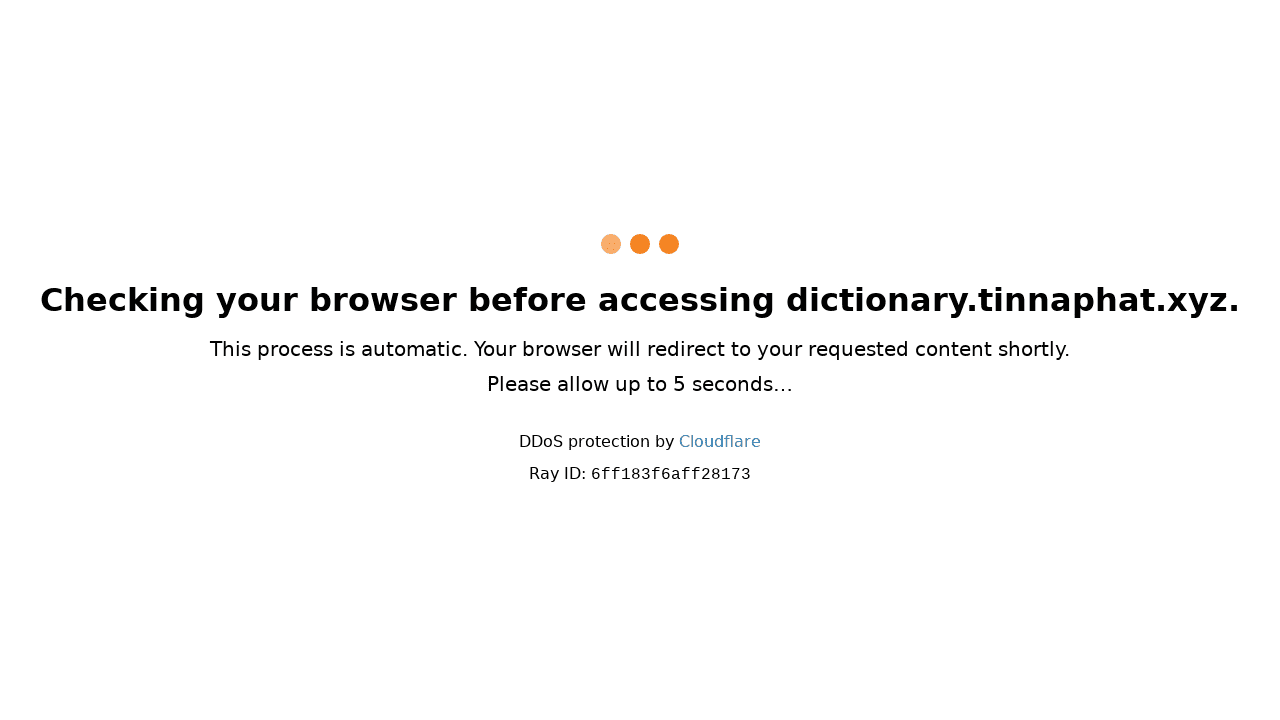 Checking your browser before accessing dictionary.tinnaphat.xyz.
This process is automatic. Your browser will redirect to your requested content shortly.
Please allow up to 5 seconds…
DDoS protection by Cloudflare
Ray ID: 6ff183f6aff28173